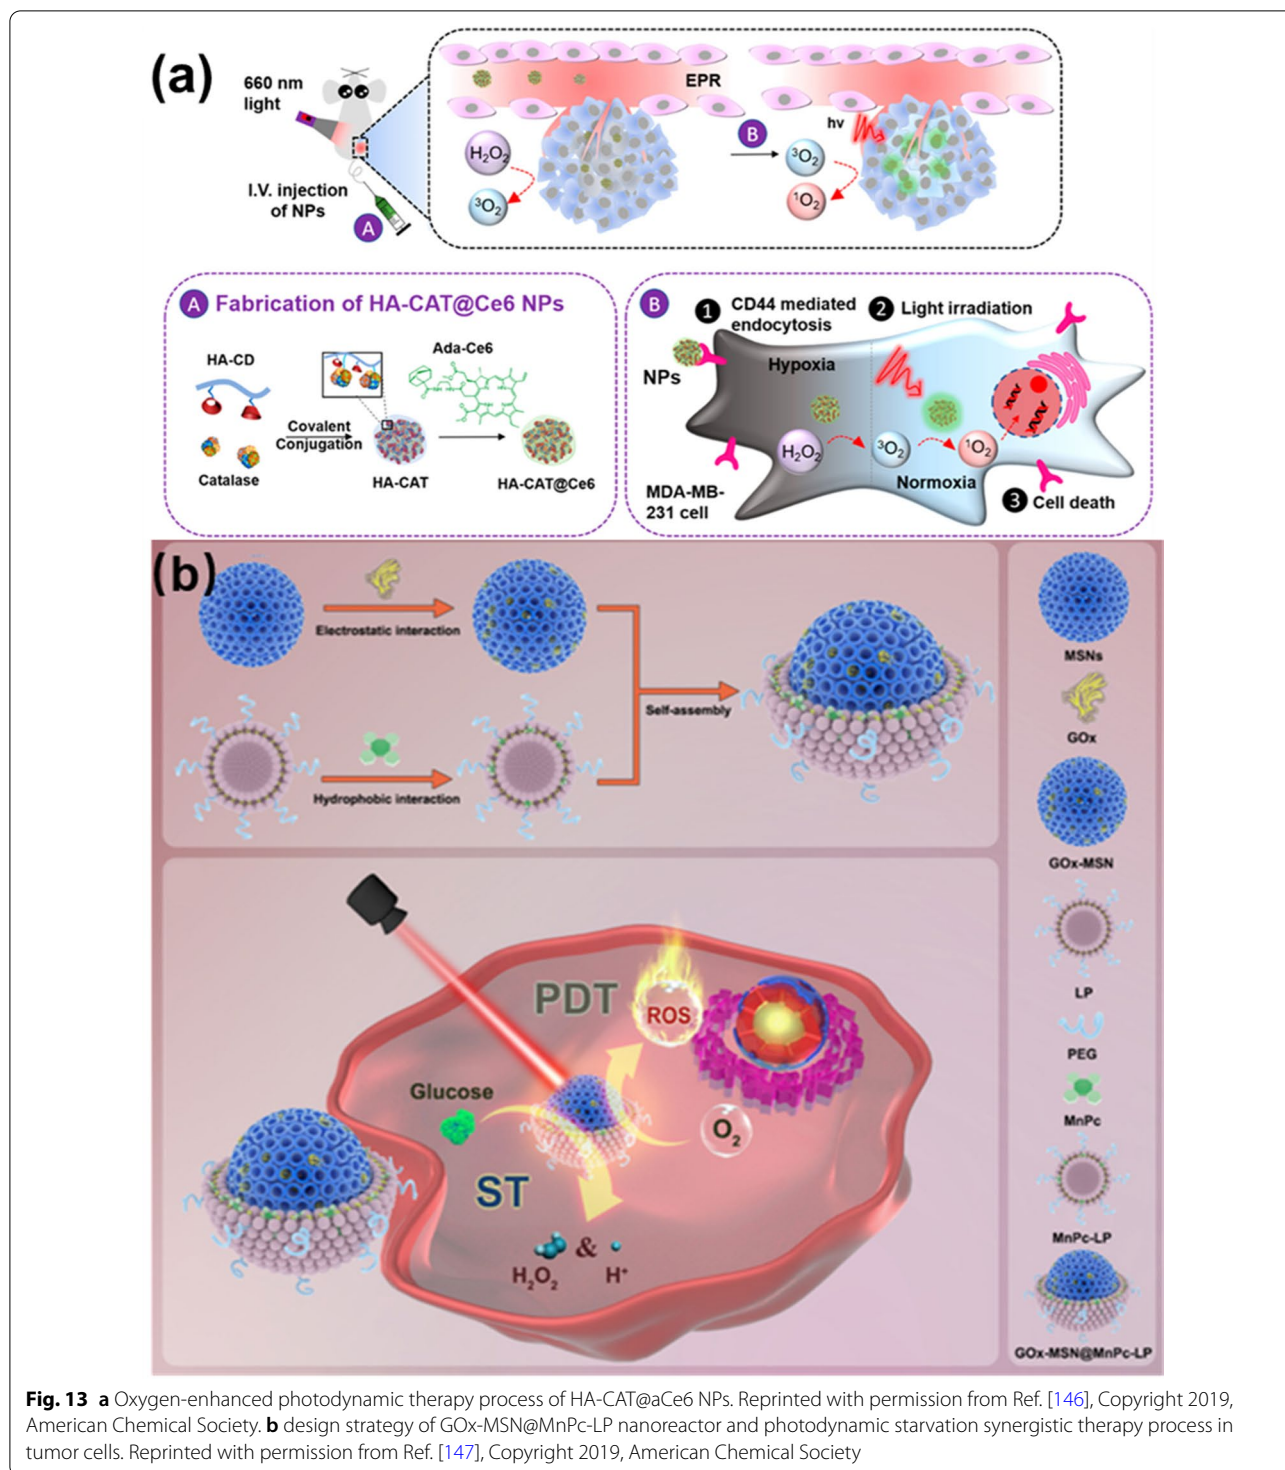 (a)
660 nm
light
I.V. injection
of NPs
A
EPR
H₂O₂
³O₂
B
hv
³O₂
¹O₂
A Fabrication of HA-CAT@Ce6 NPs
HA-CD
Catalase
Covalent
Conjugation
HA-CAT
Ada-Ce6
HA-CAT@Ce6
B
1 CD44 mediated
endocytosis
2 Light irradiation
NPs
Hypoxia
H₂O₂
³O₂
¹O₂
Normoxia
MDA-MB-
231 cell
3 Cell death
(b)
Electrostatic interaction
Hydrophobic interaction
Self-assembly
MSNs
GOx
GOx-MSN
LP
PEG
MnPc
MnPc-LP
GOx-MSN@MnPc-LP
PDT
ROS
Glucose
O₂
ST
H₂O₂ & H⁺
Fig. 13 a Oxygen-enhanced photodynamic therapy process of HA-CAT@aCe6 NPs. Reprinted with permission from Ref. [146], Copyright 2019,
American Chemical Society. b design strategy of GOx-MSN@MnPc-LP nanoreactor and photodynamic starvation synergistic therapy process in
tumor cells. Reprinted with permission from Ref. [147], Copyright 2019, American Chemical Society